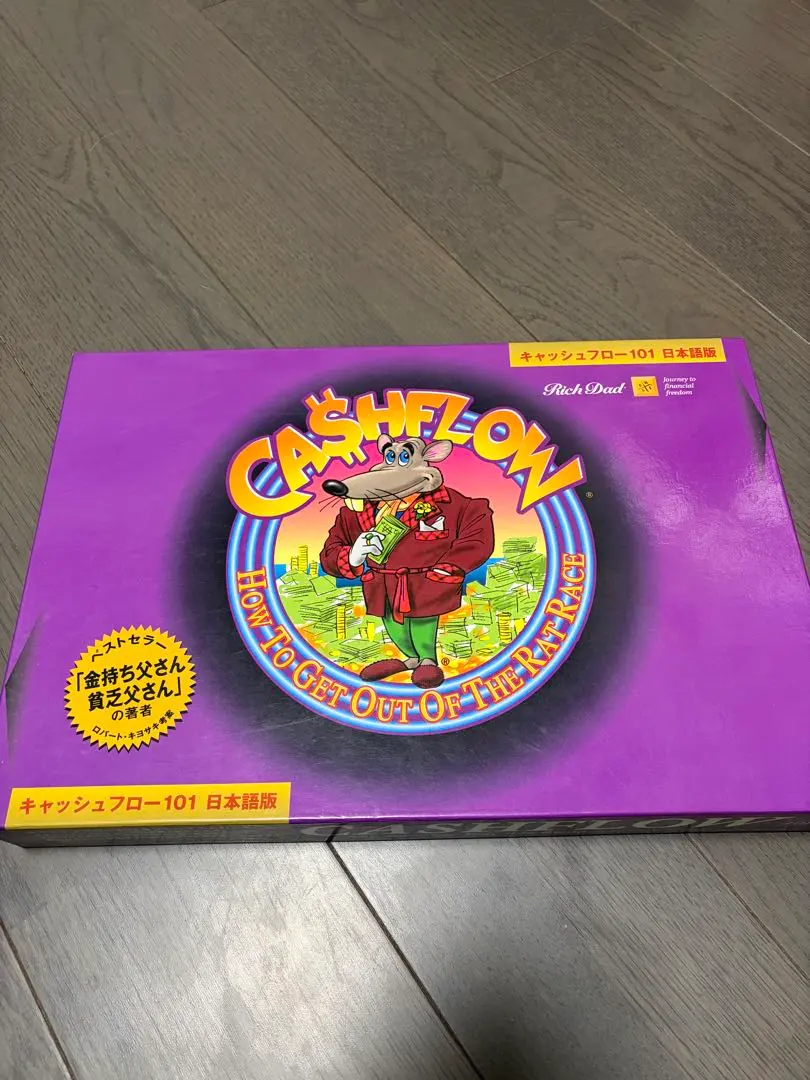 キャッシュフロー101 日本語版
Rich Dad
Journey to
financial
freedom
CA$HFLOW
®
HOW TO GET OUT OF THE RAT RACE
®
ベストセラー
「金持ち父さん
貧乏父さん」
の著者
ロバート・キヨサキ考案
キャッシュフロー101 日本語版
CASHFLOW